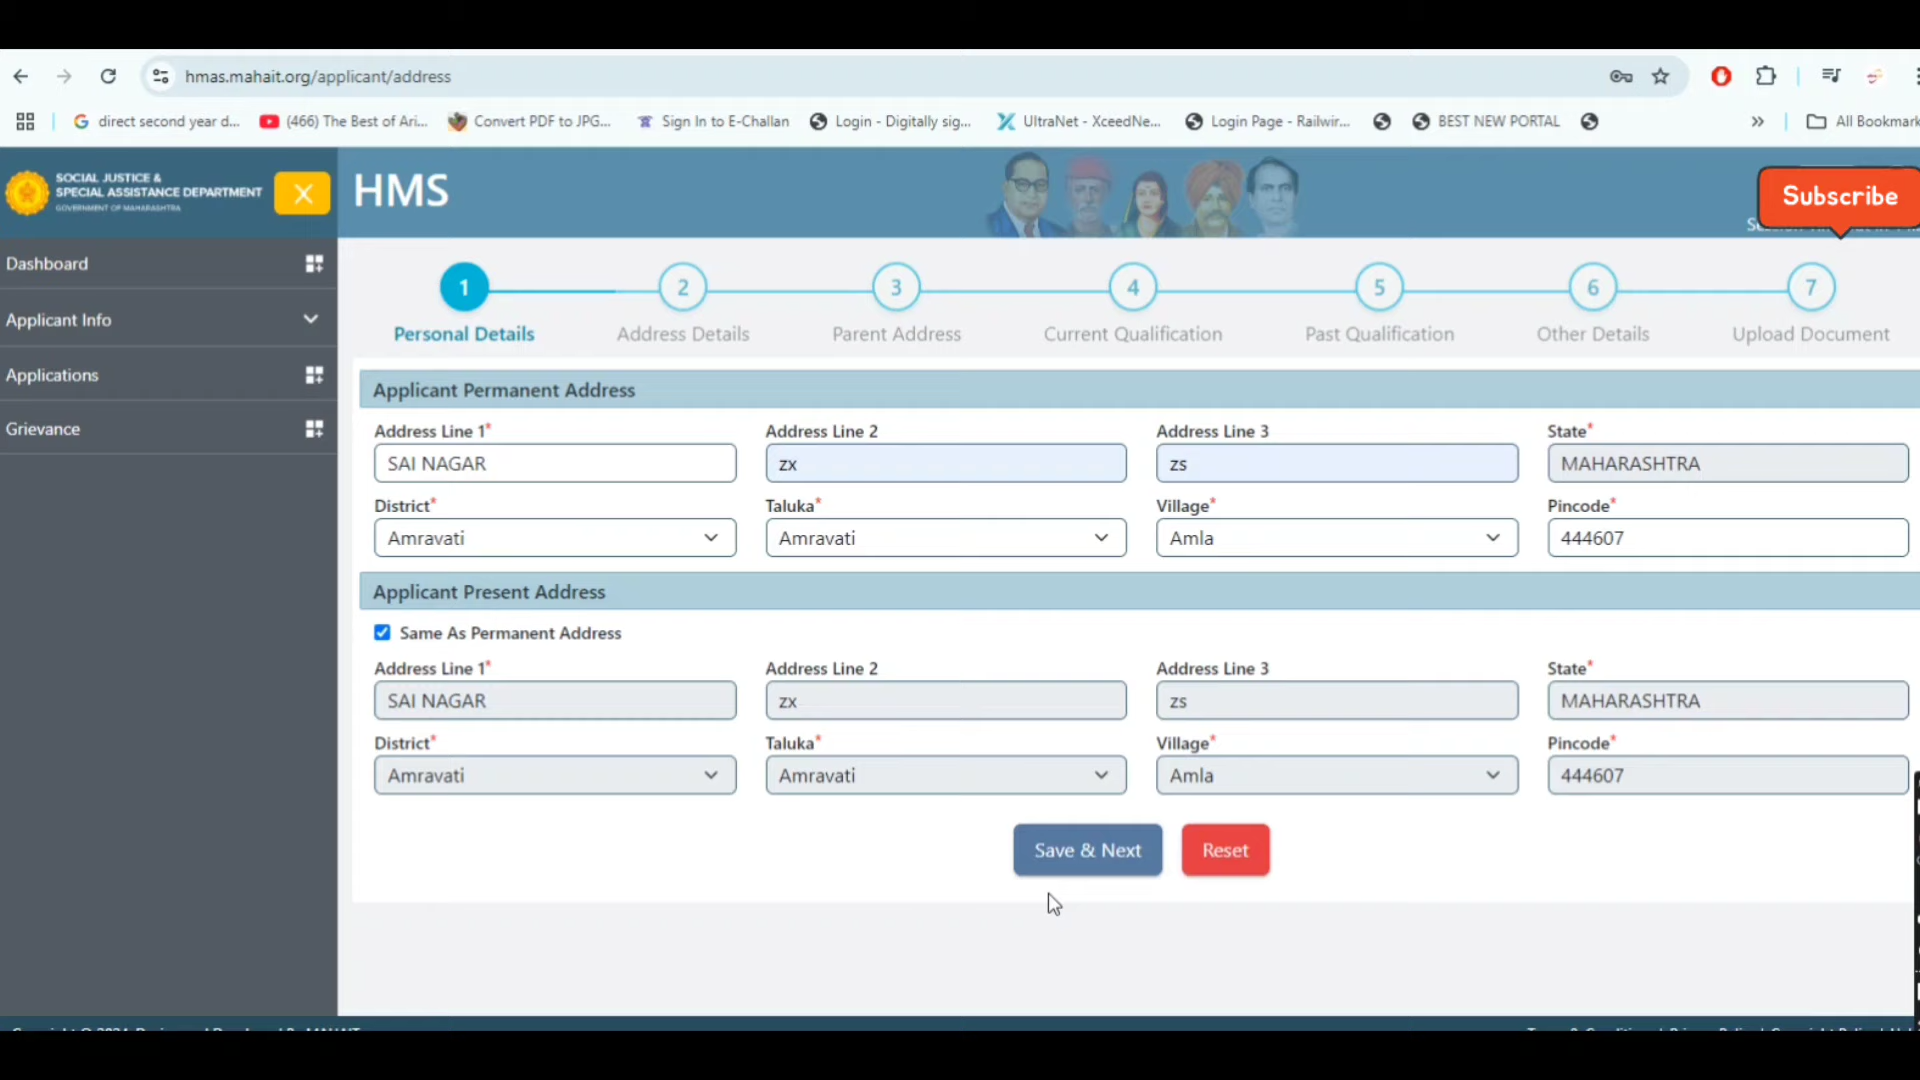 hmas.mahait.org/applicant/address
direct second year d... (466) The Best of Ari... Convert PDF to JPG... Sign In to E-Challan Login - Digitally sig... UltraNet - XceedNe... Login Page - Railwir... BEST NEW PORTAL » All Bookmark
SOCIAL JUSTICE &
SPECIAL ASSISTANCE DEPARTMENT
GOVERNMENT OF MAHARASHTRA
HMS
Subscribe
Dashboard
Applicant Info
Applications
Grievance
1 2 3 4 5 6 7
Personal Details Address Details Parent Address Current Qualification Past Qualification Other Details Upload Document
Applicant Permanent Address
Address Line 1* Address Line 2 Address Line 3 State*
SAI NAGAR zx zs MAHARASHTRA
District* Taluka* Village* Pincode*
Amravati Amravati Amla 444607
Applicant Present Address
Same As Permanent Address
Address Line 1* Address Line 2 Address Line 3 State*
SAI NAGAR zx zs MAHARASHTRA
District* Taluka* Village* Pincode*
Amravati Amravati Amla 444607
Save & Next Reset